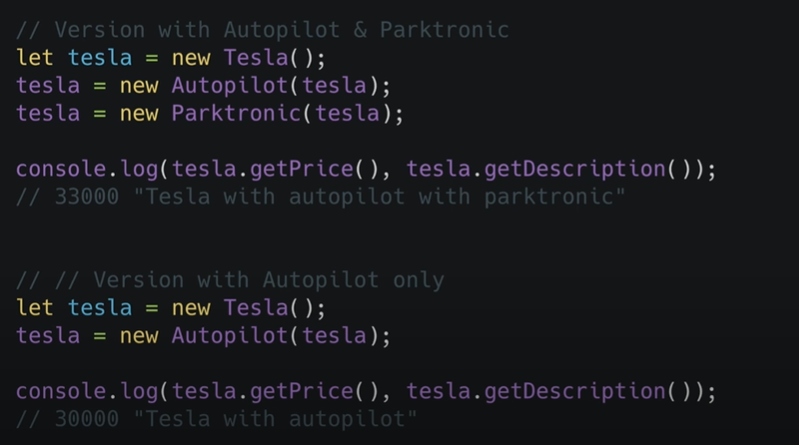 // Version with Autopilot & Parktronic
let tesla = new Tesla();
tesla = new Autopilot(tesla);
tesla = new Parktronic(tesla);
console.log(tesla.getPrice(), tesla.getDescription());
// 33000 "Tesla with autopilot with parktronic"
// // Version with Autopilot only
let tesla = new Tesla();
tesla = new Autopilot(tesla);
console.log(tesla.getPrice(), tesla.getDescription());
// 30000 "Tesla with autopilot"